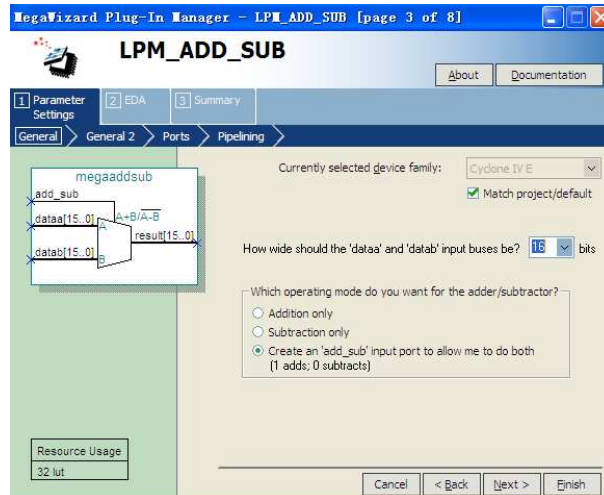 MegaWizard Plug-In Manager - LPM_ADD_SUB [page 3 of 8]
LPM_ADD_SUB
About
Documentation
1 Parameter Settings
2 EDA
3 Summary
General
General 2
Ports
Pipelining
megaaddsub
add_sub
A+B/A-B
dataa[15..0]
A
result[15..0]
datab[15..0]
B
Currently selected device family:
Cyclone IV E
Match project/default
How wide should the 'dataa' and 'datab' input buses be?
16
bits
Which operating mode do you want for the adder/subtractor?
Addition only
Subtraction only
Create an 'add_sub' input port to allow me to do both
(1 adds; 0 subtracts)
Resource Usage
32 lut
Cancel
< Back
Next >
Finish